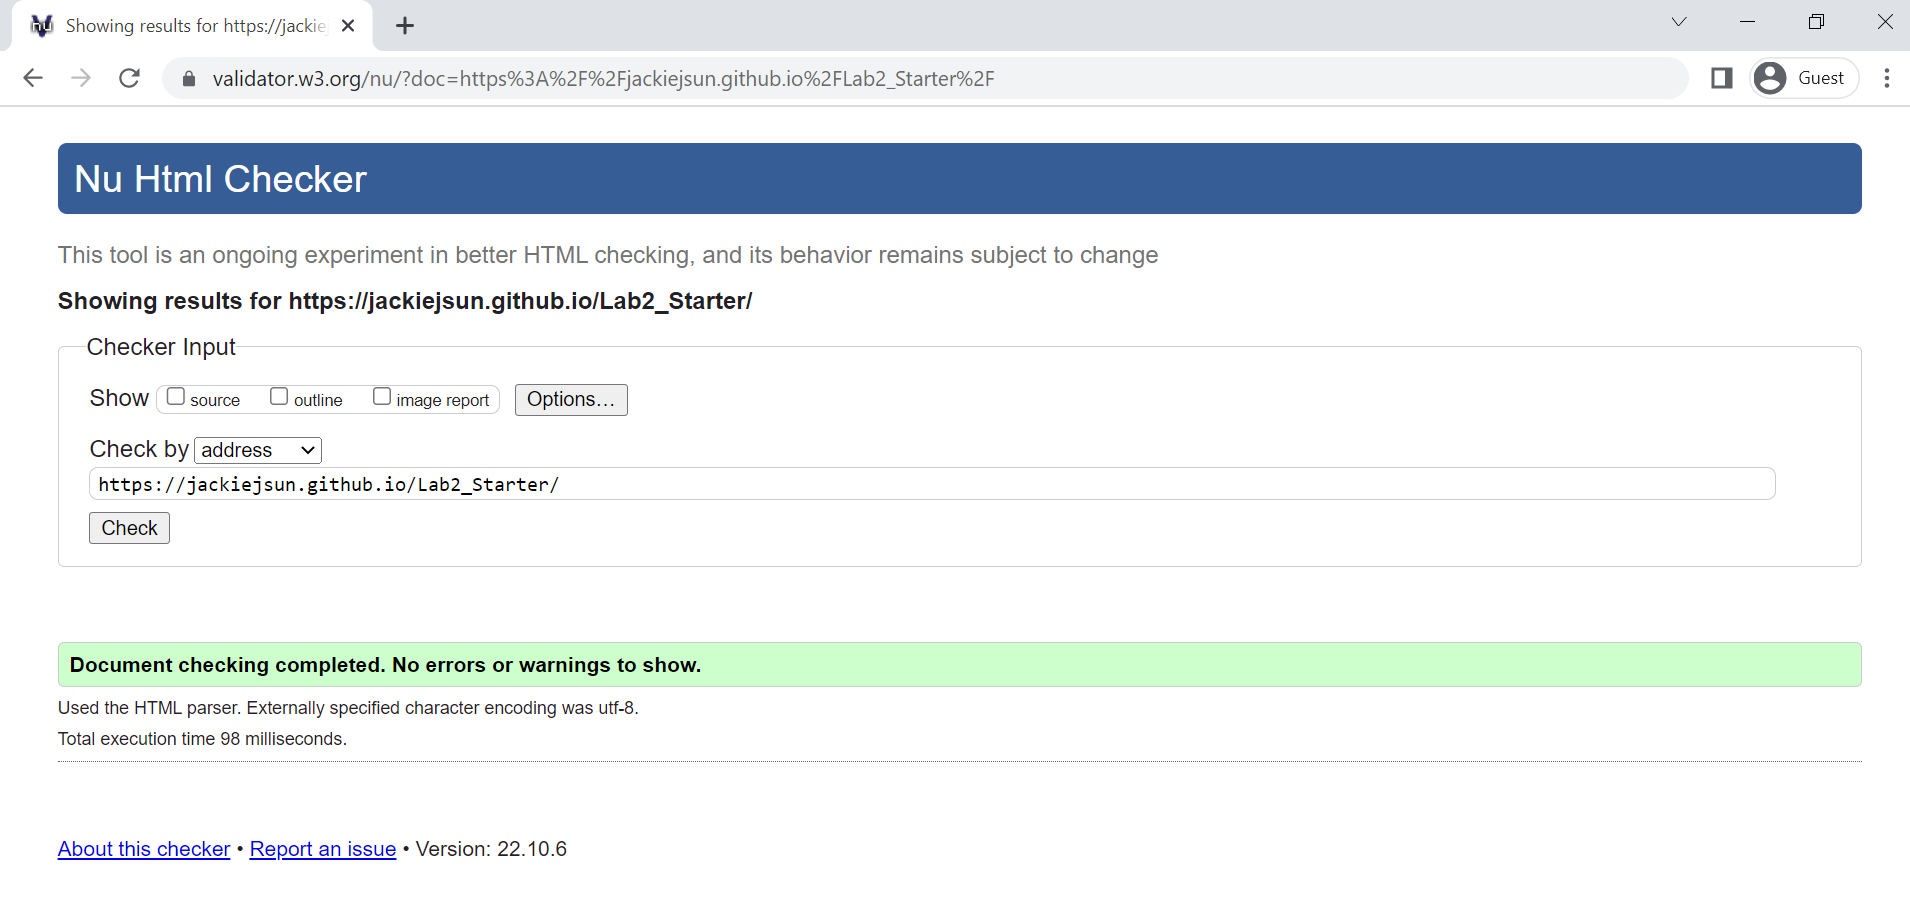 Showing results for https://jackie
validator.w3.org/nu/?doc=https%3A%2F%2Fjackiejsun.github.io%2FLab2_Starter%2F
Guest
Nu Html Checker
This tool is an ongoing experiment in better HTML checking, and its behavior remains subject to change
Showing results for https://jackiejsun.github.io/Lab2_Starter/
Checker Input
Show source outline image report Options...
Check by address
https://jackiejsun.github.io/Lab2_Starter/
Check
Document checking completed. No errors or warnings to show.
Used the HTML parser. Externally specified character encoding was utf-8.
Total execution time 98 milliseconds.
About this checker • Report an issue • Version: 22.10.6